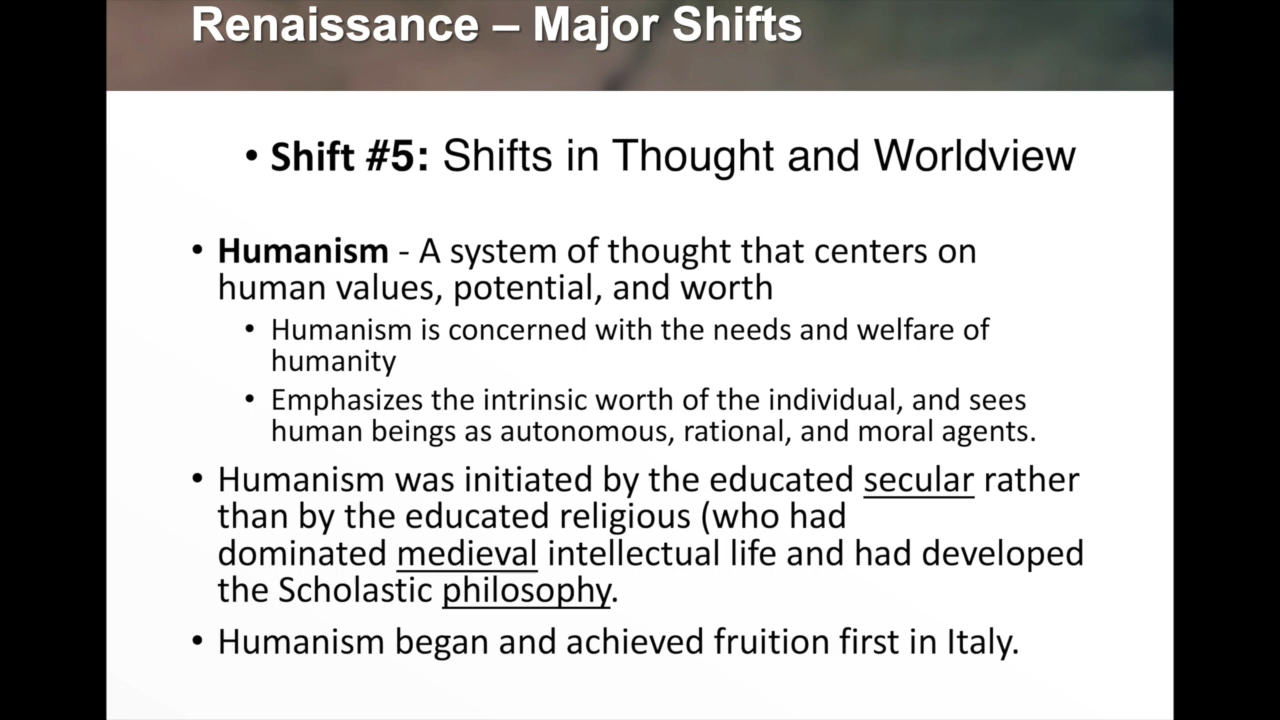 Renaissance – Major Shifts
• Shift #5: Shifts in Thought and Worldview
• Humanism - A system of thought that centers on
human values, potential, and worth
• Humanism is concerned with the needs and welfare of
humanity
• Emphasizes the intrinsic worth of the individual, and sees
human beings as autonomous, rational, and moral agents.
• Humanism was initiated by the educated secular rather
than by the educated religious (who had
dominated medieval intellectual life and had developed
the Scholastic philosophy.
• Humanism began and achieved fruition first in Italy.